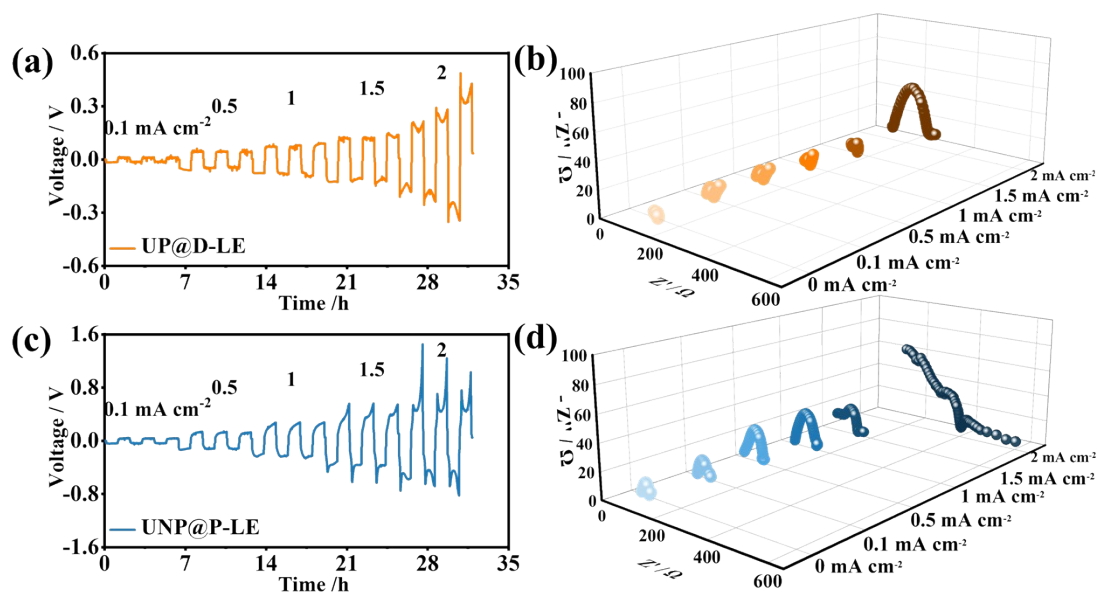 (a)
0.6
0.3
0.0
-0.3
-0.6
Voltage / V
0.1 mA cm-2
0.5
1
1.5
2
UP@D-LE
0 7 14 21 28 35
Time /h
(b)
100
80
60
40
20
0
0
200
400
600
Z'/Ω
2 mA cm-2
1.5 mA cm-2
1 mA cm-2
0.5 mA cm-2
0.1 mA cm-2
0 mA cm-2
(c)
1.6
0.8
0.0
-0.8
-1.6
Voltage / V
0.1 mA cm-2
0.5
1
1.5
2
UNP@P-LE
0 7 14 21 28 35
Time /h
(d)
100
80
60
40
20
0
0
200
400
600
Z'/Ω
2 mA cm-2
1.5 mA cm-2
1 mA cm-2
0.5 mA cm-2
0.1 mA cm-2
0 mA cm-2